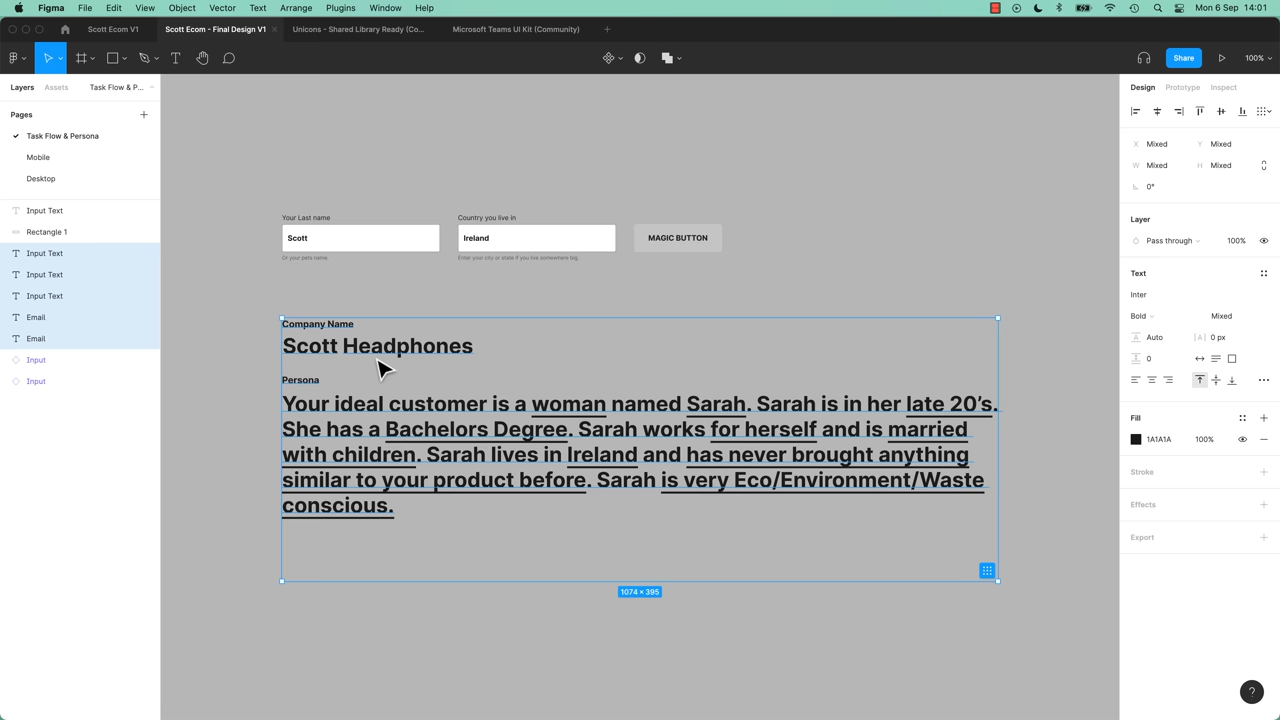 Figma File Edit View Object Vector Text Arrange Plugins Help Mon 6 Sep 14:01
Scott Ecom V1 Scott Ecom - Final Design V1 Unicons - Shared Library Ready (Co... Microsoft Teams UI Kit (Community)
Share 100%
Layers Assets Task Flow & P...
Pages
Task Flow & Persona
Mobile
Desktop
Input Text
Rectangle 1
Input Text
Input Text
Input Text
Email
Email
Input
Input
Your Last name Country you live in
Scott Ireland MAGIC BUTTON
Or your pets name. Enter your city or state if you live somewhere big.
Company Name
Scott Headphones
Persona
Your ideal customer is a woman named Sarah. Sarah is in her late 20’s.
She has a Bachelors Degree. Sarah works for herself and is married
with children. Sarah lives in Ireland and has never brought anything
similar to your product before. Sarah is very Eco/Environment/Waste
conscious.
1074 × 395
Design Prototype Inspect
X Mixed Y Mixed
W Mixed H Mixed
0°
Layer
Pass through 100%
Text
Inter
Bold Mixed
Auto |A| 0 px
0
Fill
1A1A1A 100%
Stroke
Effects
Export
?